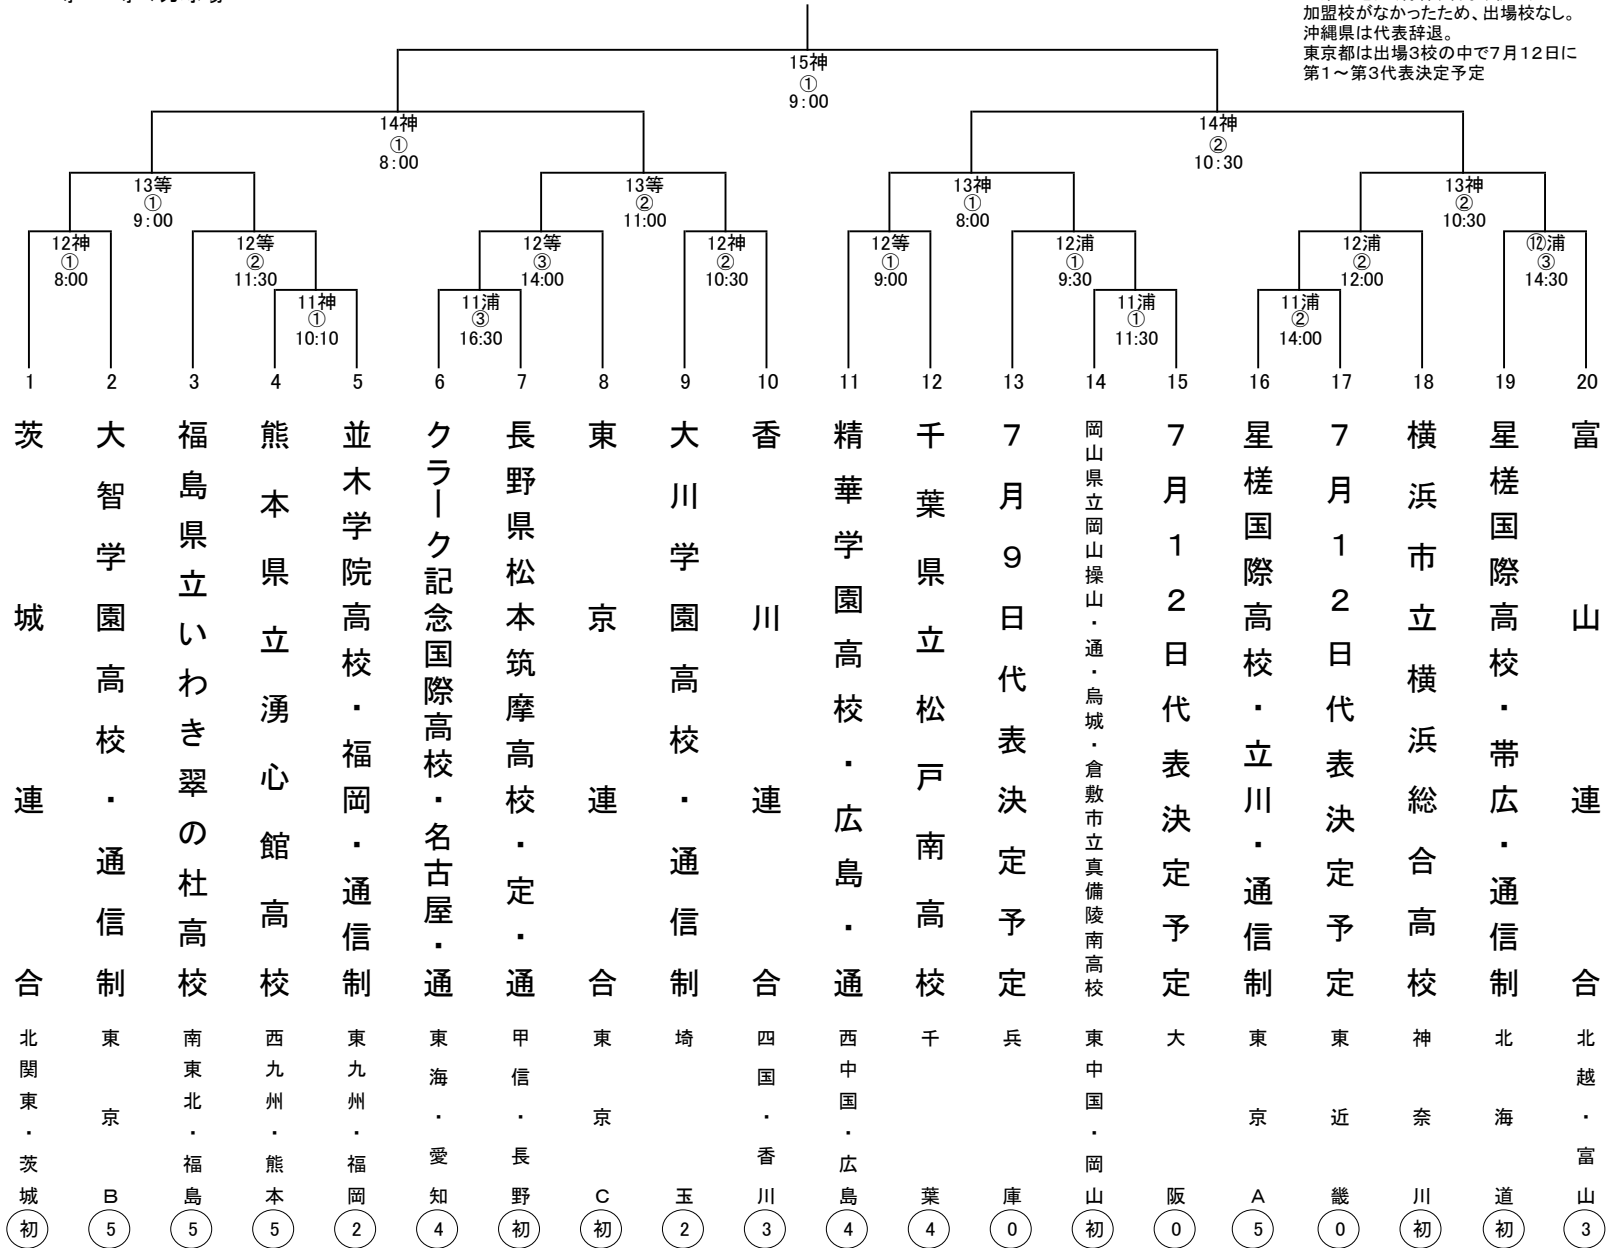 加盟校がなかったため、出場校なし。
沖縄県は代表辞退。
東京都は出場3校の中で7月12日に
第1～第3代表決定予定
15神
①
9:00
14神
①
8:00
14神
②
10:30
13等
①
9:00
13等
②
11:00
13神
①
8:00
13神
②
10:30
12神
①
8:00
12等
②
11:30
12等
③
14:00
12神
②
10:30
12等
①
9:00
12浦
①
9:30
12浦
②
12:00
⑫浦
③
14:30
11神
①
10:10
11浦
③
16:30
11浦
①
11:30
11浦
②
14:00
1
2
3
4
5
6
7
8
9
10
11
12
13
14
15
16
17
18
19
20
茨城連合
大智学園高校・通信制
福島県立いわき翠の杜高校
熊本県立湧心館高校
並木学院高校・福岡・通信制
クラーク記念国際高校・名古屋・通
長野県松本筑摩高校・定・通
東京連合
大川学園高校・通信制
香川連合
精華学園高校・広島・通
千葉県立松戸南高校
7月9日代表決定予定
岡山県立岡山操山・通・烏城・倉敷市立真備陵南高校
7月12日代表決定予定
星槎国際高校・立川・通信制
7月12日代表決定予定
横浜市立横浜総合高校
星槎国際高校・帯広・通信制
富山連合
北関東・茨城
東京B
南東北・福島
西九州・熊本
東九州・福岡
東海・愛知
甲信・長野
東京C
埼玉
四国・香川
西中国・広島
千葉
兵庫
東中国・岡山
大阪
東京A
東近畿
神奈川
北海道
北越・富山
初
5
5
5
2
4
初
初
2
3
4
4
0
初
0
5
0
初
初
3